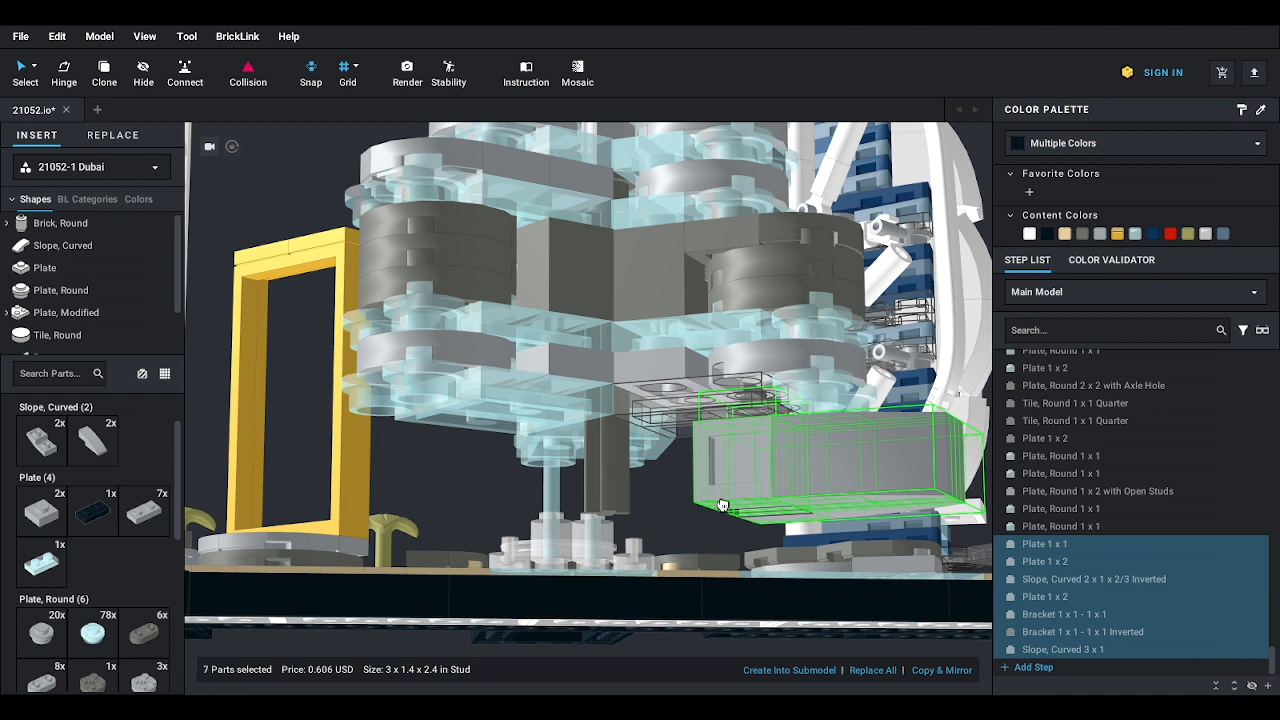 File Edit Model View Tool BrickLink Help
Select Hinge Clone Hide Connect Collision Snap Grid Render Stability Instruction Mosaic SIGN IN
21052.io*
INSERT REPLACE
21052-1 Dubai
Shapes BL Categories Colors
Brick, Round
Slope, Curved
Plate
Plate, Round
Plate, Modified
Tile, Round
Search Parts...
Slope, Curved (2)
2x 2x
Plate (4)
2x 1x 7x
1x
Plate, Round (6)
20x 78x 6x
8x 1x 3x
7 Parts selected Price: 0.606 USD Size: 3 x 1.4 x 2.4 in Stud
Create Into Submodel | Replace All | Copy & Mirror
COLOR PALETTE
Multiple Colors
Favorite Colors
Content Colors
STEP LIST COLOR VALIDATOR
Main Model
Search...
Plate, Round 1 x 1
Plate 1 x 2
Plate, Round 2 x 2 with Axle Hole
Tile, Round 1 x 1 Quarter
Tile, Round 1 x 1 Quarter
Plate 1 x 2
Plate, Round 1 x 1
Plate, Round 1 x 1
Plate, Round 1 x 2 with Open Studs
Plate, Round 1 x 1
Plate, Round 1 x 1
Plate 1 x 1
Plate 1 x 2
Slope, Curved 2 x 1 x 2/3 Inverted
Plate 1 x 2
Bracket 1 x 1 - 1 x 1
Bracket 1 x 1 - 1 x 1 Inverted
Slope, Curved 3 x 1
Add Step